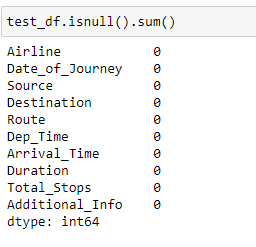 test_df.isnull().sum()
Airline 0
Date_of_Journey 0
Source 0
Destination 0
Route 0
Dep_Time 0
Arrival_Time 0
Duration 0
Total_Stops 0
Additional_Info 0
dtype: int64